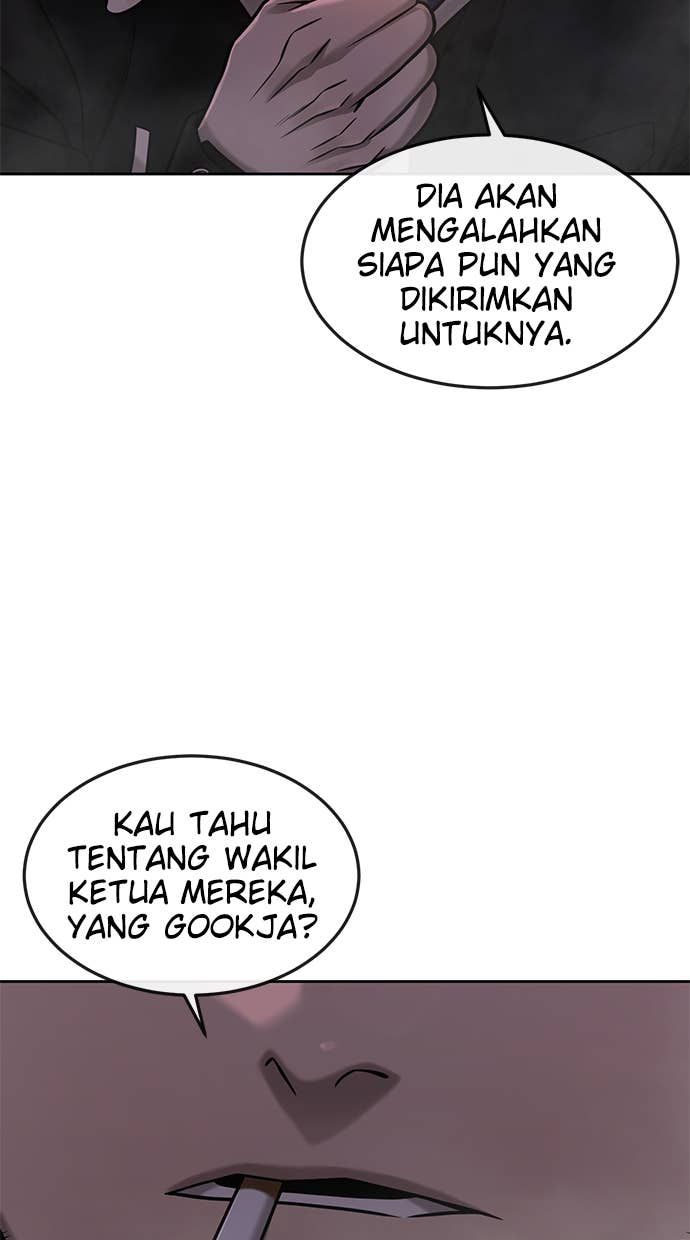 DIA AKAN
MENGALAHKAN
SIAPA PUN YANG
DIKIRIMKAN
UNTUKNYA.
KAU TAHU
TENTANG WAKIL
KETUA MEREKA,
YANG GOOKJA?